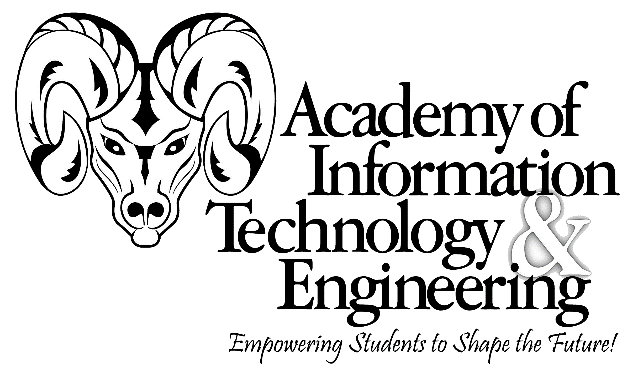 Academy of
Information
Technology &
Engineering
Empowering Students to Shape the Future!